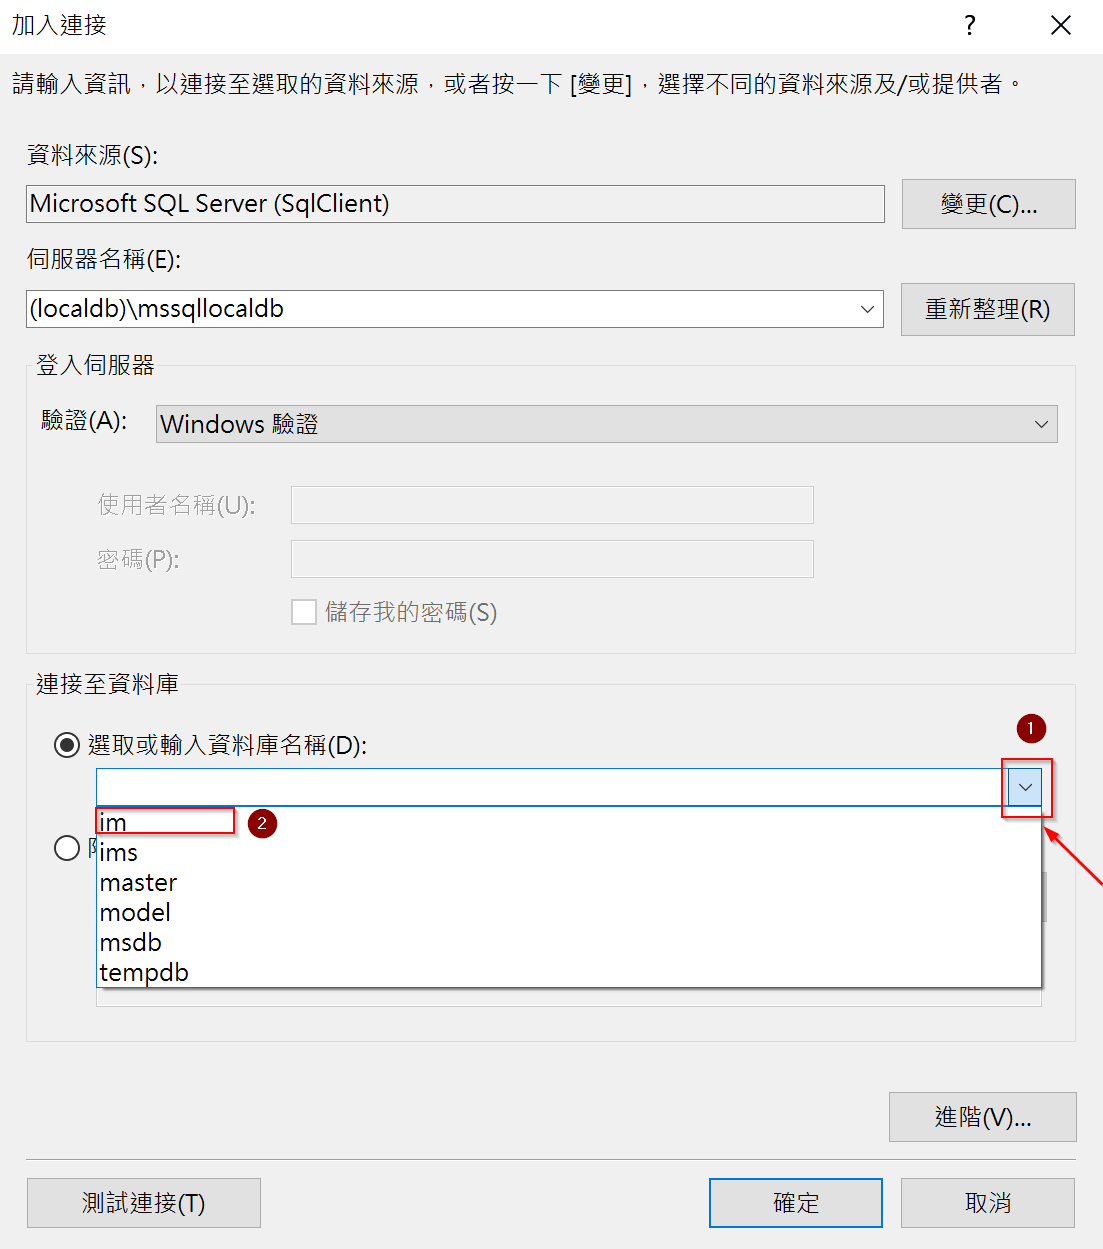 加入連接
?
請輸入資訊，以連接至選取的資料來源，或者按一下 [變更]，選擇不同的資料來源及/或提供者。
資料來源(S):
Microsoft SQL Server (SqlClient)
變更(C)...
伺服器名稱(E):
(localdb)\mssqllocaldb
重新整理(R)
登入伺服器
驗證(A):
Windows 驗證
使用者名稱(U):
密碼(P):
儲存我的密碼(S)
連接至資料庫
1
選取或輸入資料庫名稱(D):
im
2
ims
master
model
msdb
tempdb
進階(V)...
測試連接(T)
確定
取消